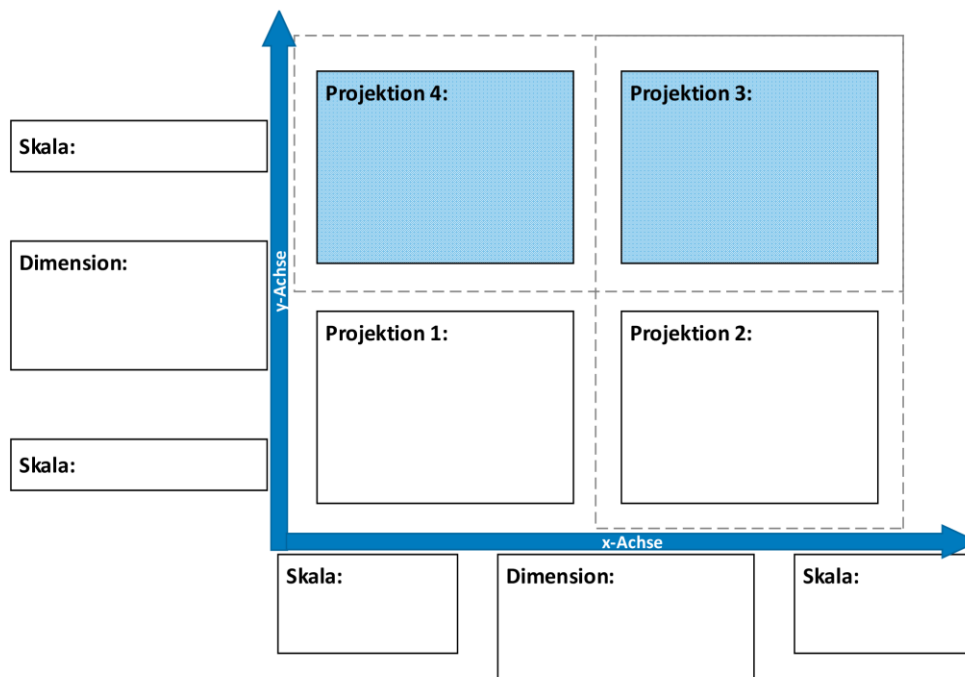 Projektion 4:
Projektion 3:
Skala:
Dimension:
y-Achse
Projektion 1:
Projektion 2:
Skala:
x-Achse
Skala:
Dimension:
Skala: